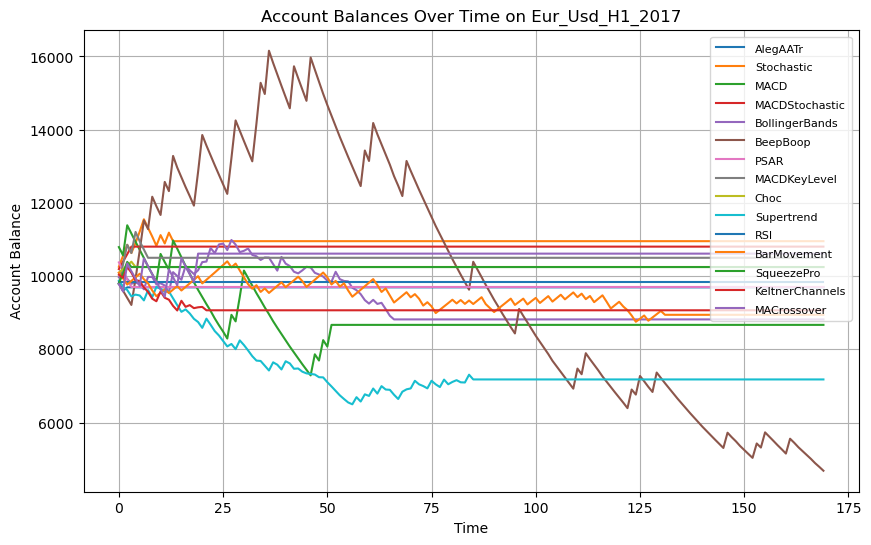 Account Balances Over Time on Eur_Usd_H1_2017
Account Balance
16000
14000
12000
10000
8000
6000
AlegAATr
Stochastic
MACD
MACDStochastic
BollingerBands
BeepBoop
PSAR
MACDKeyLevel
Choc
Supertrend
RSI
BarMovement
SqueezePro
KeltnerChannels
MACrossover
0 25 50 75 100 125 150 175
Time